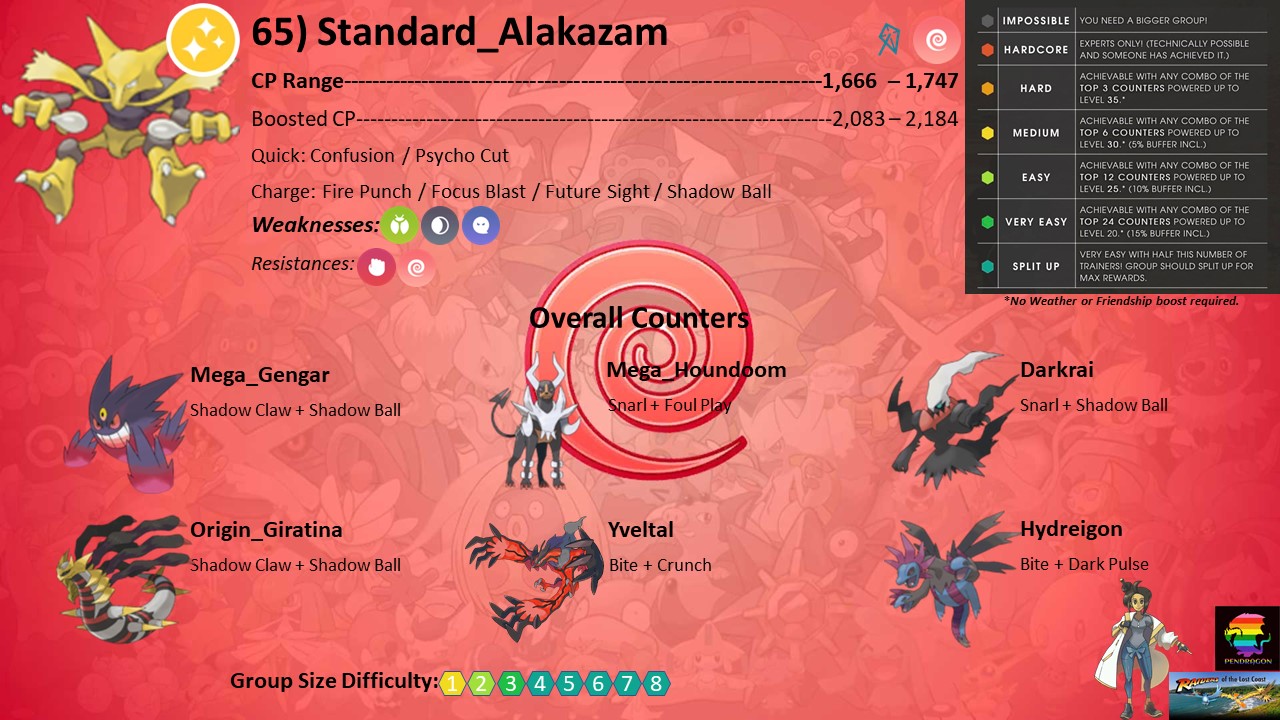 65) Standard_Alakazam
CP Range--------------------------------------------------------------------1,666 – 1,747
Boosted CP--------------------------------------------------------------------2,083 – 2,184
Quick: Confusion / Psycho Cut
Charge: Fire Punch / Focus Blast / Future Sight / Shadow Ball
Weaknesses:
Resistances:
IMPOSSIBLE YOU NEED A BIGGER GROUP!
HARDCORE EXPERTS ONLY! (TECHNICALLY POSSIBLE
AND SOMEONE HAS ACHIEVED IT.)
HARD ACHIEVABLE WITH ANY COMBO OF THE
TOP 3 COUNTERS POWERED UP TO
LEVEL 35.*
MEDIUM ACHIEVABLE WITH ANY COMBO OF THE
TOP 6 COUNTERS POWERED UP TO
LEVEL 30.* (5% BUFFER INCL.)
EASY ACHIEVABLE WITH ANY COMBO OF THE
TOP 12 COUNTERS POWERED UP TO
LEVEL 25.* (10% BUFFER INCL.)
VERY EASY ACHIEVABLE WITH ANY COMBO OF THE
TOP 24 COUNTERS POWERED UP TO
LEVEL 20.* (15% BUFFER INCL.)
SPLIT UP VERY EASY WITH HALF THIS NUMBER OF
TRAINERS! GROUP SHOULD SPLIT UP FOR
MAX REWARDS.
*No Weather or Friendship boost required.
Overall Counters
Mega_Gengar
Shadow Claw + Shadow Ball
Mega_Houndoom
Snarl + Foul Play
Darkrai
Snarl + Shadow Ball
Origin_Giratina
Shadow Claw + Shadow Ball
Yveltal
Bite + Crunch
Hydreigon
Bite + Dark Pulse
Group Size Difficulty: 1 2 3 4 5 6 7 8
PENDRAGON
RAIDERS of the Lost Coast